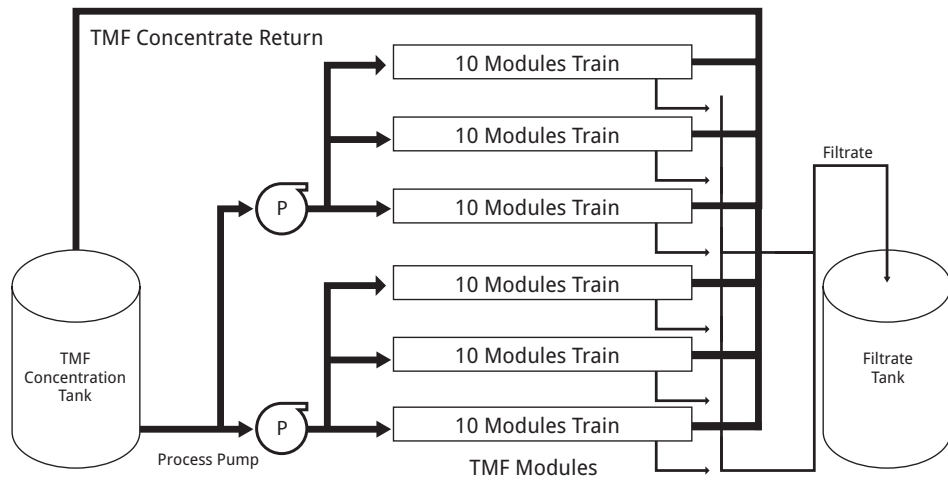 TMF Concentrate Return
10 Modules Train
10 Modules Train
Filtrate
P
10 Modules Train
10 Modules Train
TMF
Concentration
Tank
10 Modules Train
Filtrate
Tank
P
10 Modules Train
Process Pump
TMF Modules